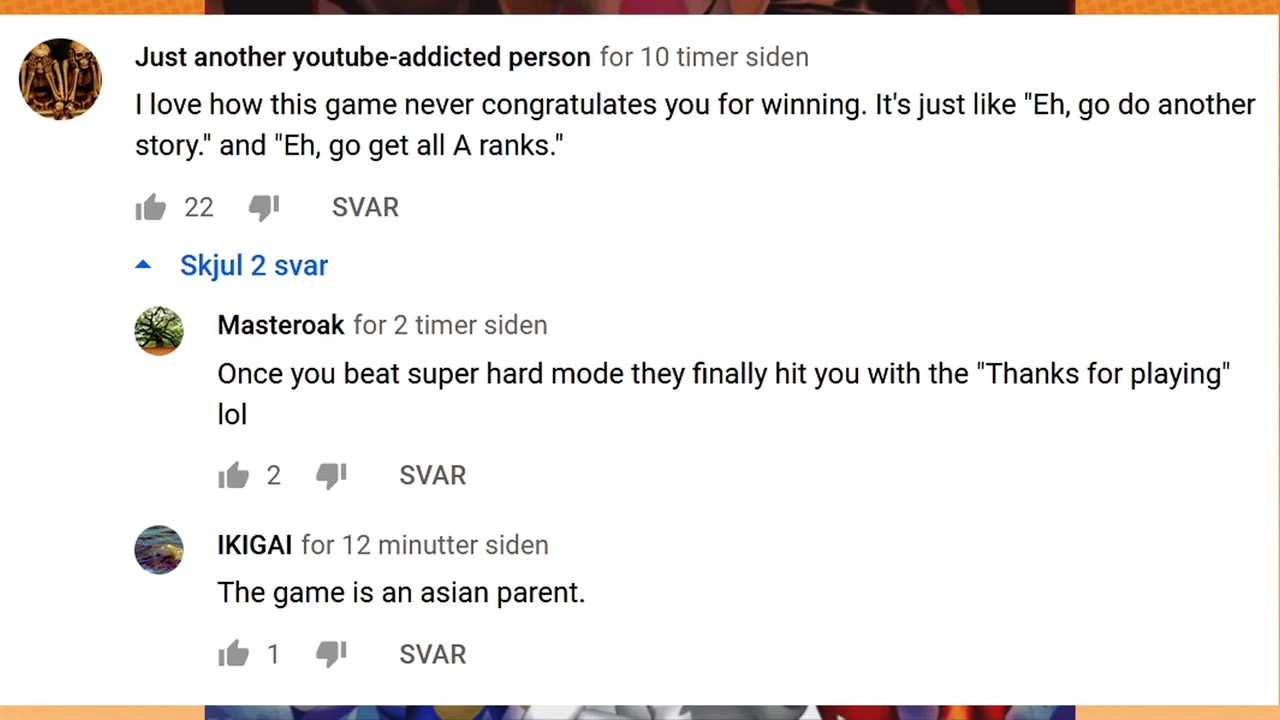 Just another youtube-addicted person for 10 timer siden
I love how this game never congratulates you for winning. It's just like "Eh, go do another
story." and "Eh, go get all A ranks."
22 SVAR
Skjul 2 svar
Masteroak for 2 timer siden
Once you beat super hard mode they finally hit you with the "Thanks for playing"
lol
2 SVAR
IKIGAI for 12 minutter siden
The game is an asian parent.
1 SVAR